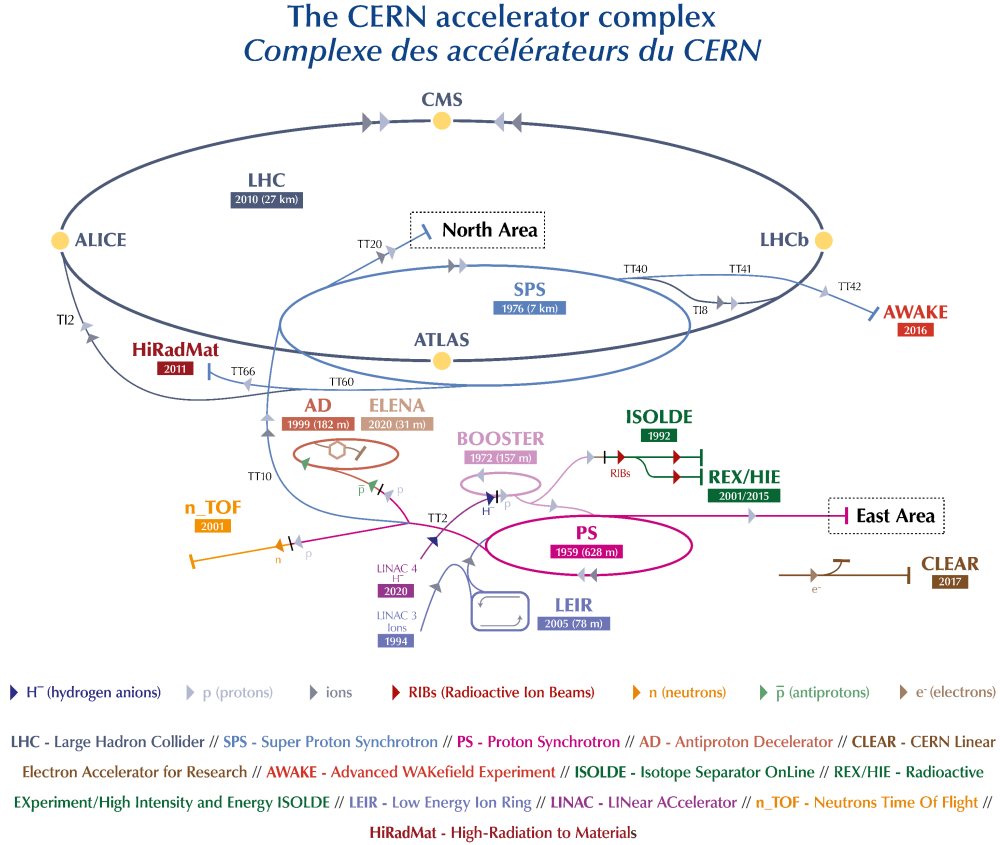 The CERN accelerator complex
Complexe des accélérateurs du CERN
CMS
LHC
2010 (27 km)
North Area
TT20
ALICE
LHCb
TT40
TT41
SPS
1976 (7 km)
TT42
TI8
AWAKE
2016
TI2
ATLAS
HiRadMat
2011
TT66
TT60
AD
1999 (182 m)
ELENA
2020 (31 m)
ISOLDE
1992
BOOSTER
1972 (157 m)
RIBs
REX/HIE
2001/2015
TT10
p̅
p
H⁻
p
n_TOF
2001
TT2
East Area
PS
1959 (628 m)
n
p
LINAC 4
H⁻
2020
CLEAR
2017
e⁻
LEIR
2005 (78 m)
LINAC 3
Ions
1994
H⁻ (hydrogen anions)
p (protons)
ions
RIBs (Radioactive Ion Beams)
n (neutrons)
p̅ (antiprotons)
e⁻ (electrons)
LHC - Large Hadron Collider // SPS - Super Proton Synchrotron // PS - Proton Synchrotron // AD - Antiproton Decelerator // CLEAR - CERN Linear
Electron Accelerator for Research // AWAKE - Advanced WAKefield Experiment // ISOLDE - Isotope Separator OnLine // REX/HIE - Radioactive
EXperiment/High Intensity and Energy ISOLDE // LEIR - Low Energy Ion Ring // LINAC - LINear ACcelerator // n_TOF - Neutrons Time Of Flight //
HiRadMat - High-Radiation to Materials